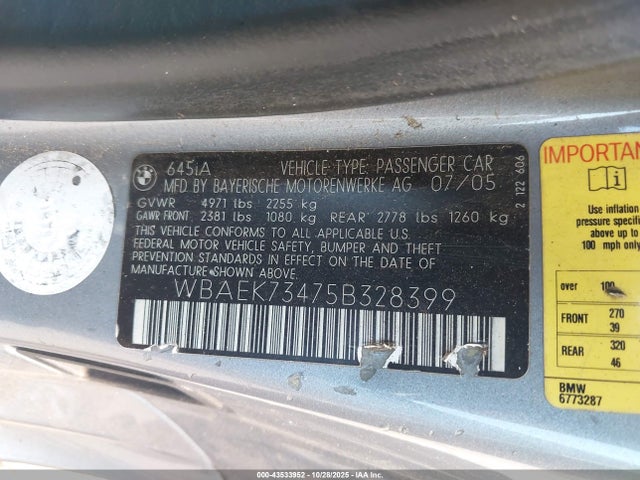 BMW
645iA VEHICLE TYPE: PASSENGER CAR
MFD BY BAYERISCHE MOTORENWERKE AG 07/05
GVWR 4971 lbs 2255 kg
GAWR FRONT: 2381 lbs 1080 kg REAR: 2778 lbs 1260 kg
THIS VEHICLE CONFORMS TO ALL APPLICABLE U.S.
FEDERAL MOTOR VEHICLE SAFETY, BUMPER AND THEFT
PREVENTION STANDARDS IN EFFECT ON THE DATE OF
MANUFACTURE SHOWN ABOVE.
WBAEK73475B328399
2 122 606
IMPORTAN
Use inflation
pressure specifi
above up to
100 mph only
over 100
FRONT 270
39
REAR 320
46
BMW
6773287
000-43533952 | 10/28/2025 | IAA Inc.